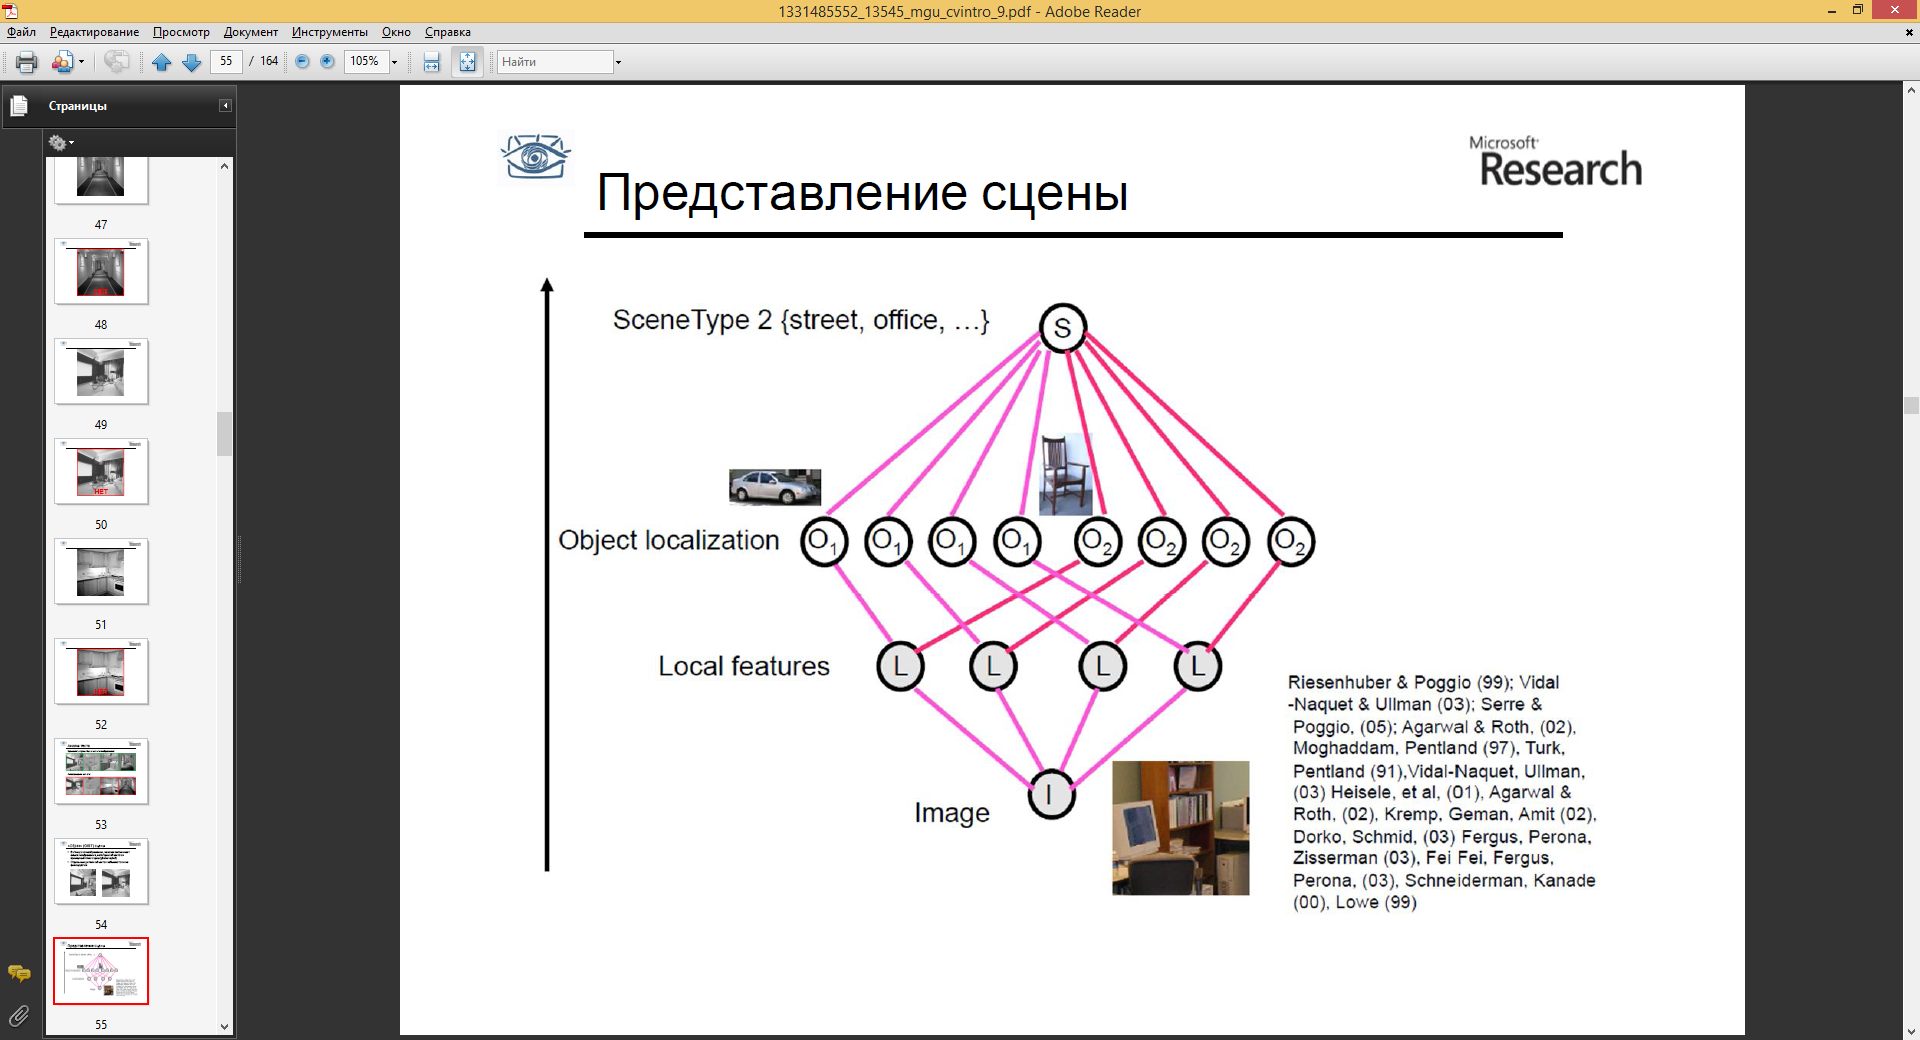 1331485552_13545_mgu_cvintro_9.pdf - Adobe Reader
Файл Редактирование Просмотр Документ Инструменты Окно Справка
55 / 164 105% Найти
Страницы
47
48
49
НЕТ
50
51
52
53
54
55
Microsoft
Research
Представление сцены
SceneType 2 {street, office, …}
S
Object localization
O1 O1 O1 O1 O2 O2 O2 O2
Local features
L L L L
Image
I
Riesenhuber & Poggio (99); Vidal
-Naquet & Ullman (03); Serre &
Poggio, (05); Agarwal & Roth, (02),
Moghaddam, Pentland (97), Turk,
Pentland (91),Vidal-Naquet, Ullman,
(03) Heisele, et al, (01), Agarwal &
Roth, (02), Kremp, Geman, Amit (02),
Dorko, Schmid, (03) Fergus, Perona,
Zisserman (03), Fei Fei, Fergus,
Perona, (03), Schneiderman, Kanade
(00), Lowe (99)